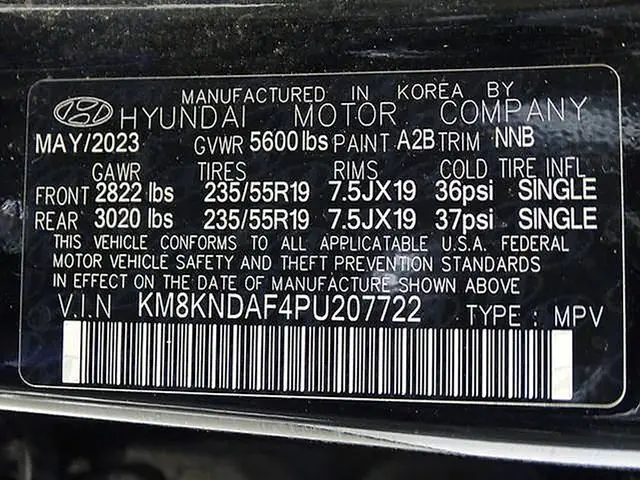 MANUFACTURED IN KOREA BY
HYUNDAI MOTOR COMPANY
MAY/2023 GVWR 5600lbs PAINT A2B TRIM NNB
GAWR TIRES RIMS COLD TIRE INFL
FRONT 2822 lbs 235/55R19 7.5JX19 36psi SINGLE
REAR 3020 lbs 235/55R19 7.5JX19 37psi SINGLE
THIS VEHICLE CONFORMS TO ALL APPLICATABLE U.S.A. FEDERAL
MOTOR VEHICLE SAFETY AND THEFT PREVENTION STANDARDS
IN EFFECT ON THE DATE OF MANUFACTURE SHOWN ABOVE
V.I.N KM8KNDAF4PU207722 TYPE : MPV